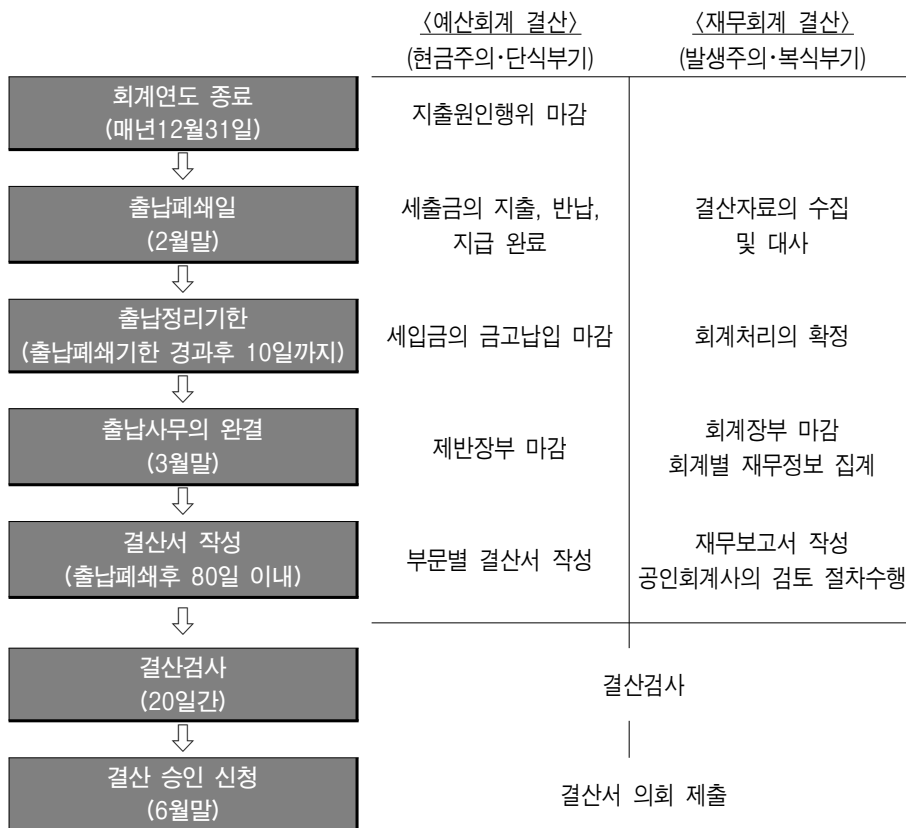 〈예산회계 결산〉
(현금주의·단식부기)
〈재무회계 결산〉
(발생주의·복식부기)
회계연도 종료
(매년12월31일)
지출원인행위 마감
출납폐쇄일
(2월말)
세출금의 지출, 반납,
지급 완료
결산자료의 수집
및 대사
출납정리기한
(출납폐쇄기한 경과후 10일까지)
세입금의 금고납입 마감
회계처리의 확정
출납사무의 완결
(3월말)
제반장부 마감
회계장부 마감
회계별 재무정보 집계
결산서 작성
(출납폐쇄후 80일 이내)
부문별 결산서 작성
재무보고서 작성
공인회계사의 검토 절차수행
결산검사
(20일간)
결산검사
결산 승인 신청
(6월말)
결산서 의회 제출